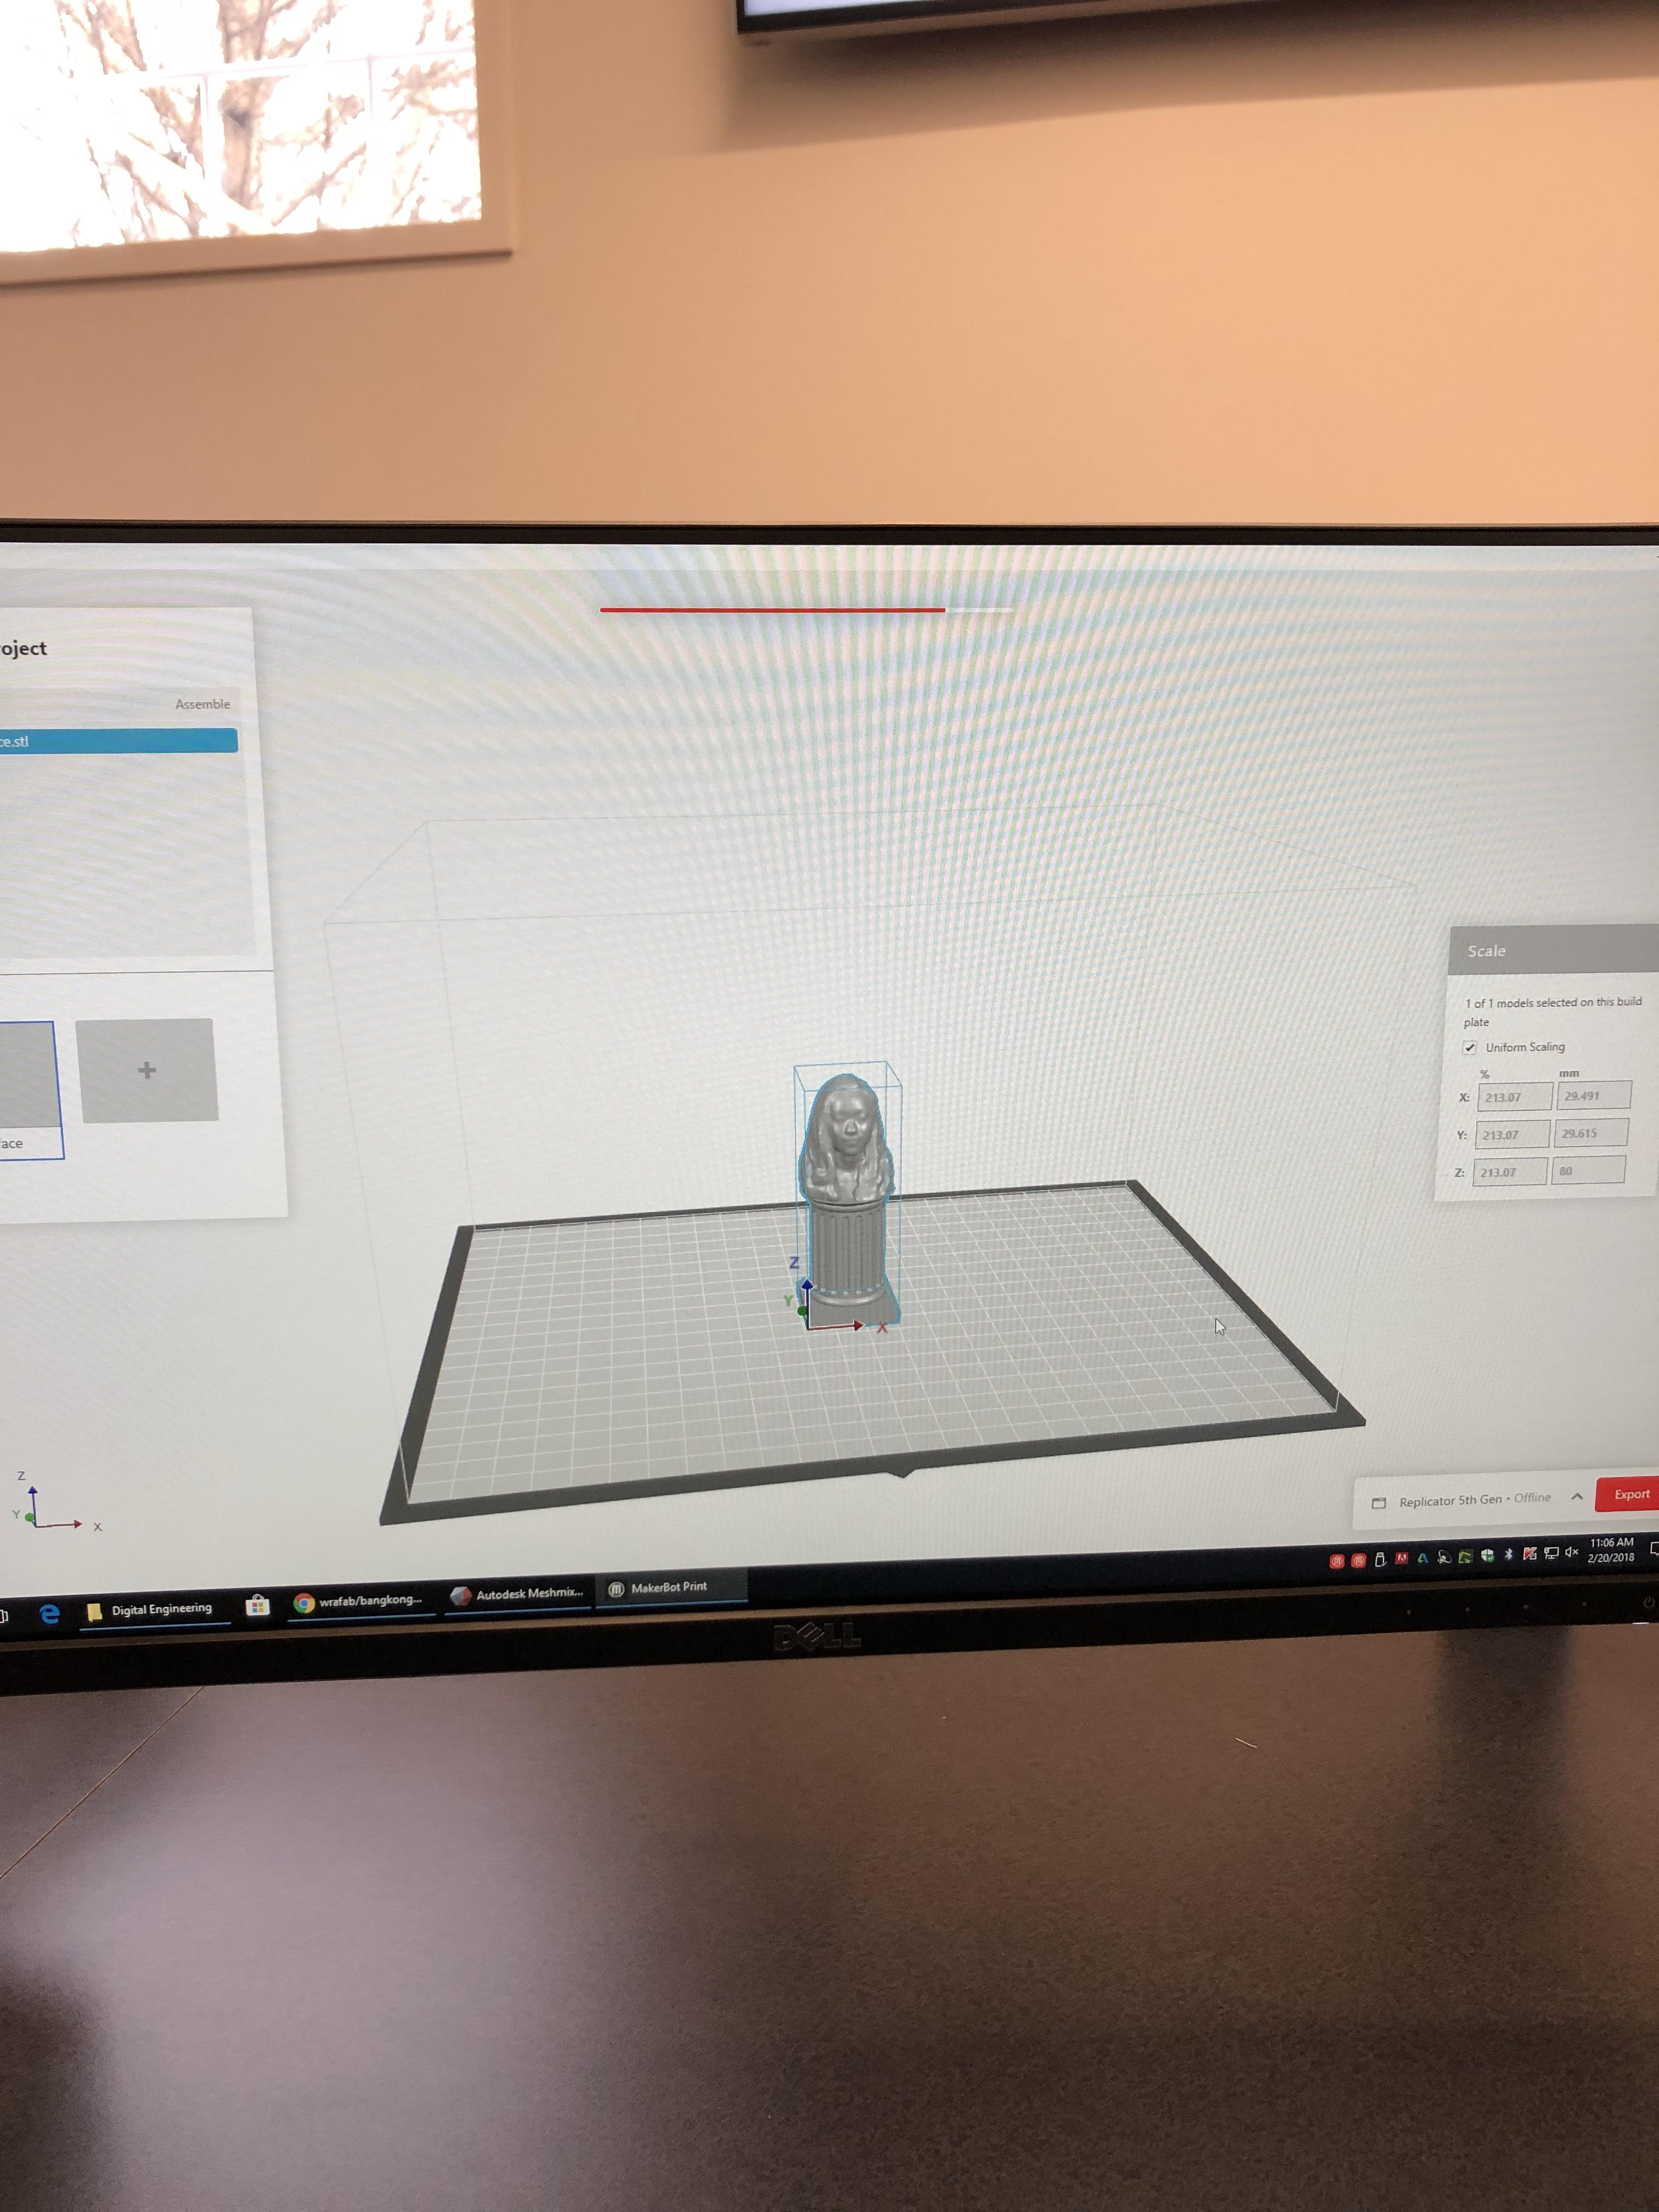 oject
Assemble
ce.stl
+
ace
Scale
1 of 1 models selected on this build
plate
Uniform Scaling
% mm
X: 213.07 29.491
Y: 213.07 29.615
Z: 213.07 80
Z
Y
X
Z
Y
X
Replicator 5th Gen • Offline
Export
11:06 AM
2/20/2018
Digital Engineering
wrafab/bangkong...
Autodesk Meshmix...
MakerBot Print
DELL